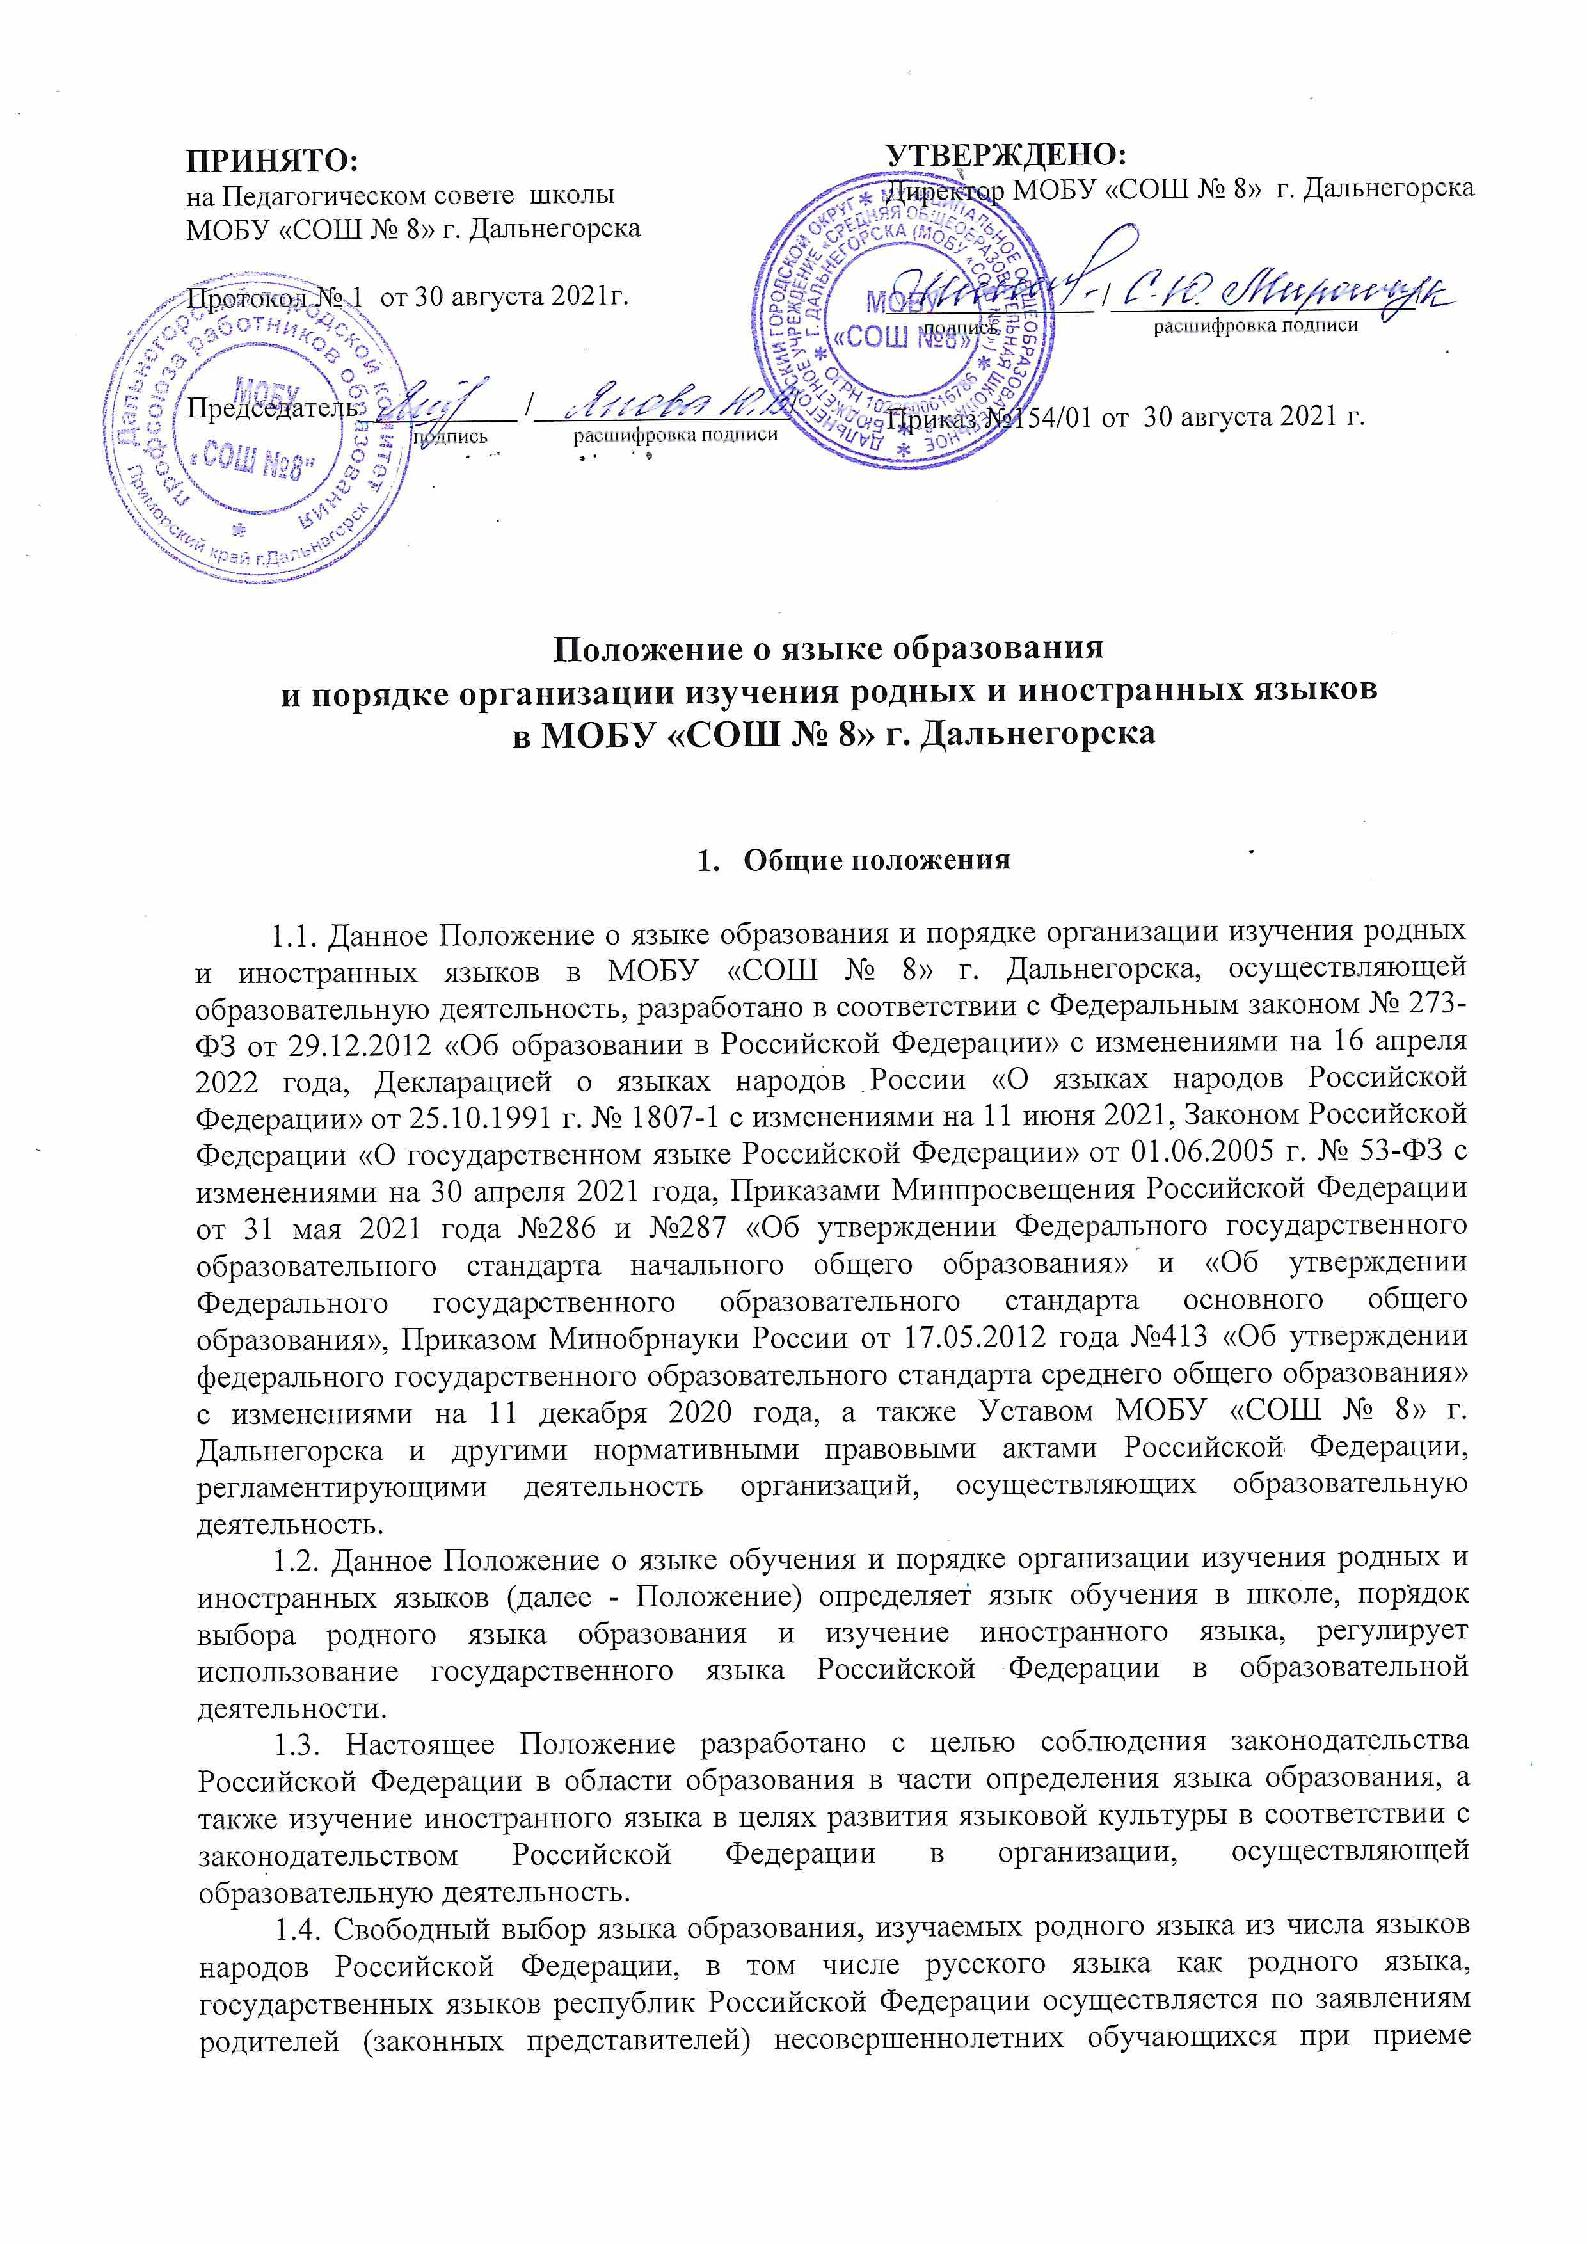 ПРИНЯТО:
на Педагогическом совете школы
МОБУ «СОШ № 8» г. Дальнегорска
Протокол № 1 от 30 августа 2021г.
Председатель / Янова Ю.В.
подпись расшифровка подписи
МОБУ
"СОШ №8"
профсоюза работников образования
Приморский край г.Дальнегорск
УТВЕРЖДЕНО:
Директор МОБУ «СОШ № 8» г. Дальнегорска
/ С.Ю.
подпись расшифровка подписи
МОБУ
«СОШ №8»
Приказ №154/01 от 30 августа 2021 г.
Положение о языке образования
и порядке организации изучения родных и иностранных языков
в МОБУ «СОШ № 8» г. Дальнегорска
1. Общие положения
1.1. Данное Положение о языке образования и порядке организации изучения родных
и иностранных языков в МОБУ «СОШ № 8» г. Дальнегорска, осуществляющей
образовательную деятельность, разработано в соответствии с Федеральным законом № 273-
ФЗ от 29.12.2012 «Об образовании в Российской Федерации» с изменениями на 16 апреля
2022 года, Декларацией о языках народов России «О языках народов Российской
Федерации» от 25.10.1991 г. № 1807-1 с изменениями на 11 июня 2021, Законом Российской
Федерации «О государственном языке Российской Федерации» от 01.06.2005 г. № 53-ФЗ с
изменениями на 30 апреля 2021 года, Приказами Минпросвещения Российской Федерации
от 31 мая 2021 года №286 и №287 «Об утверждении Федерального государственного
образовательного стандарта начального общего образования» и «Об утверждении
Федерального государственного образовательного стандарта основного общего
образования», Приказом Минобрнауки России от 17.05.2012 года №413 «Об утверждении
федерального государственного образовательного стандарта среднего общего образования»
с изменениями на 11 декабря 2020 года, а также Уставом МОБУ «СОШ № 8» г.
Дальнегорска и другими нормативными правовыми актами Российской Федерации,
регламентирующими деятельность организаций, осуществляющих образовательную
деятельность.
1.2. Данное Положение о языке обучения и порядке организации изучения родных и
иностранных языков (далее - Положение) определяет язык обучения в школе, порядок
выбора родного языка образования и изучение иностранного языка, регулирует
использование государственного языка Российской Федерации в образовательной
деятельности.
1.3. Настоящее Положение разработано с целью соблюдения законодательства
Российской Федерации в области образования в части определения языка образования, а
также изучение иностранного языка в целях развития языковой культуры в соответствии с
законодательством Российской Федерации в организации, осуществляющей
образовательную деятельность.
1.4. Свободный выбор языка образования, изучаемых родного языка из числа языков
народов Российской Федерации, в том числе русского языка как родного языка,
государственных языков республик Российской Федерации осуществляется по заявлениям
родителей (законных представителей) несовершеннолетних обучающихся при приеме